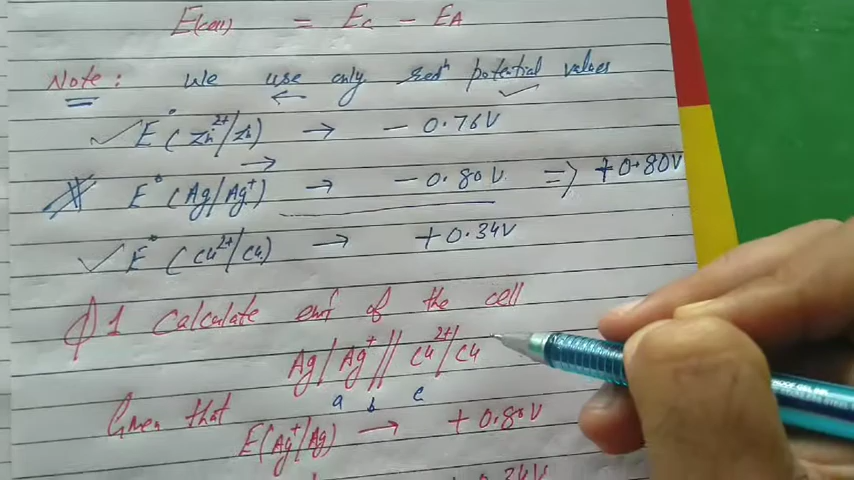 E(cell) = Ec - EA
Note: We use only redn potential values
✓ E°(Zn2+/Zn) → - 0.76V
E°(Ag/Ag+) → - 0.80V ⇒ +0.80V
✓ E°(Cu2+/Cu) → +0.34V
Q1 Calculate emf of the cell
Ag/Ag+//Cu2+/Cu
a b c
Given that
E(Ag+/Ag) → +0.80V